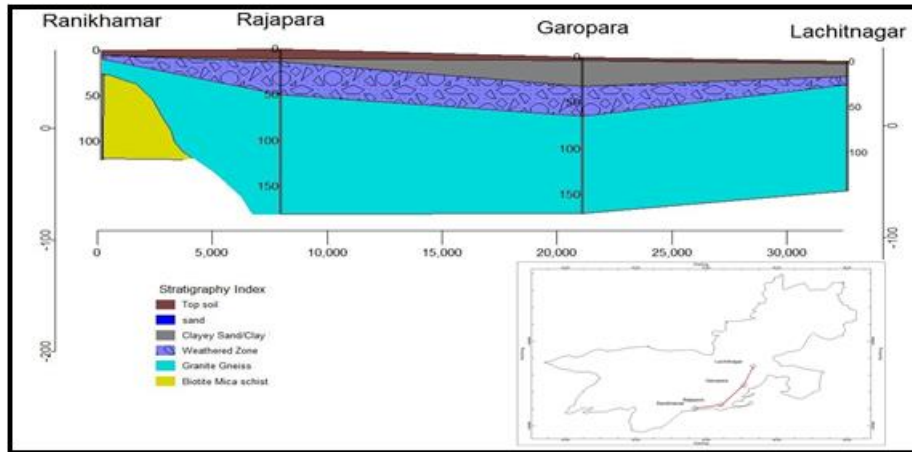 Ranikhamar Rajapara Garopara Lachitnagar
0 0 0 0
50 50 50 50
0 100 100 100 100 0
150 150
-100 -100
0 5,000 10,000 15,000 20,000 25,000 30,000
-200
Stratigraphy Index
Top soil
sand
Clayey Sand/Clay
Weathered Zone
Granite Gneiss
Biotite Mica schist
Lachitnagar
Rajapara